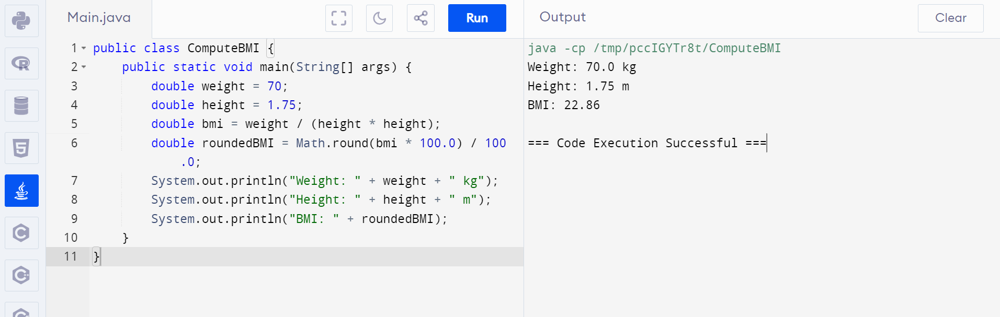 Main.java
Run
1 public class ComputeBMI {
2 public static void main(String[] args) {
3 double weight = 70;
4 double height = 1.75;
5 double bmi = weight / (height * height);
6 double roundedBMI = Math.round(bmi * 100.0) / 100
.0;
7 System.out.println("Weight: " + weight + " kg");
8 System.out.println("Height: " + height + " m");
9 System.out.println("BMI: " + roundedBMI);
10 }
11 }
Output
Clear
java -cp /tmp/pccIGYTr8t/ComputeBMI
Weight: 70.0 kg
Height: 1.75 m
BMI: 22.86
=== Code Execution Successful ===